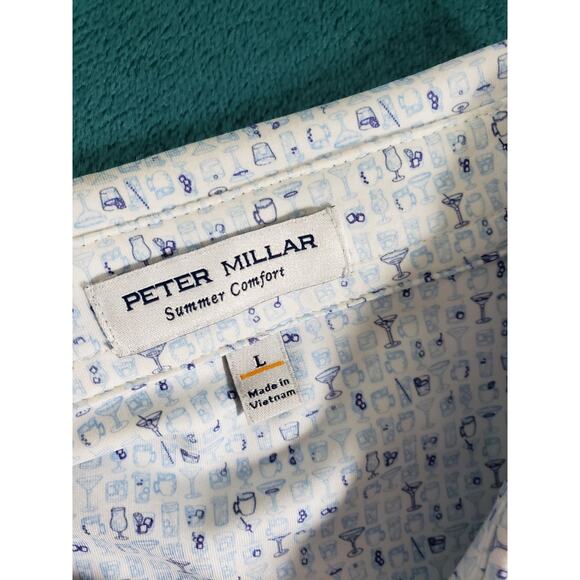 PETER MILLAR
Summer Comfort
L
Made in
Vietnam